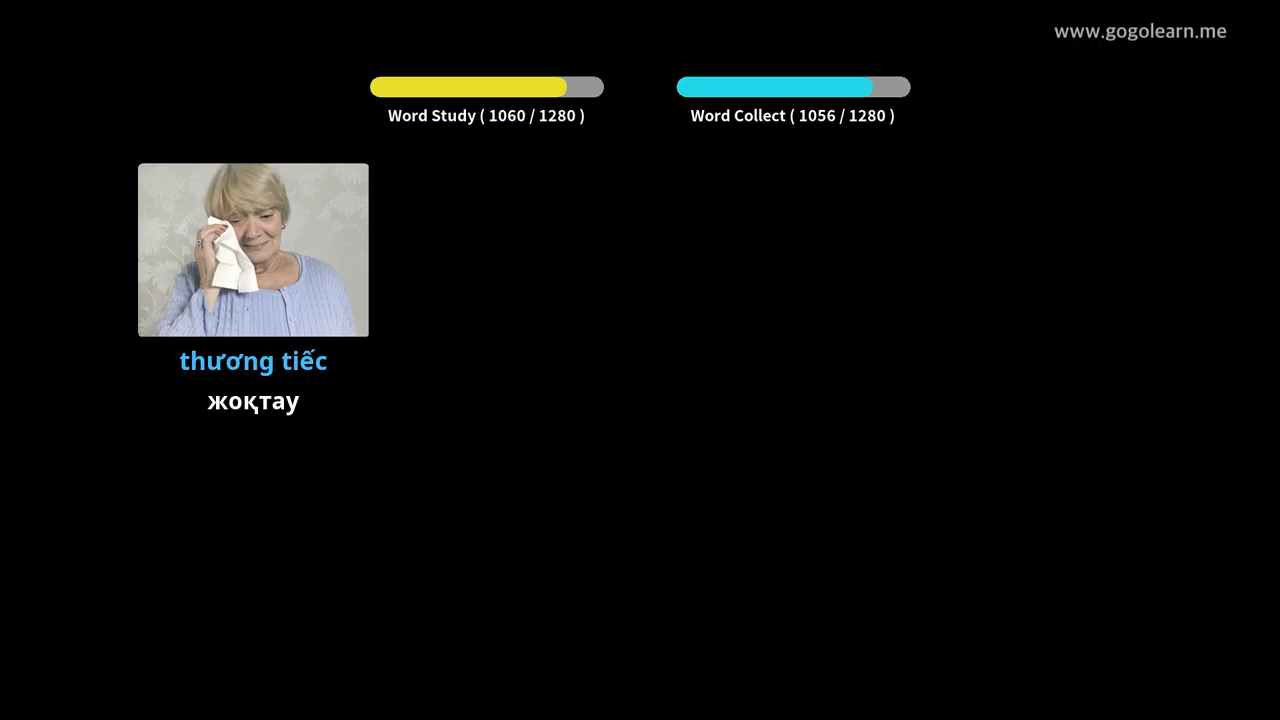 www.gogolearn.me
Word Study ( 1060 / 1280 )
Word Collect ( 1056 / 1280 )
thương tiếc
жоқтау